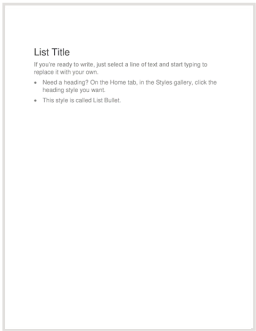 List Title
If you're ready to write, just select a line of text and start typing to
replace it with your own.
• Need a heading? On the Home tab, in the Styles gallery, click the
heading style you want.
• This style is called List Bullet.